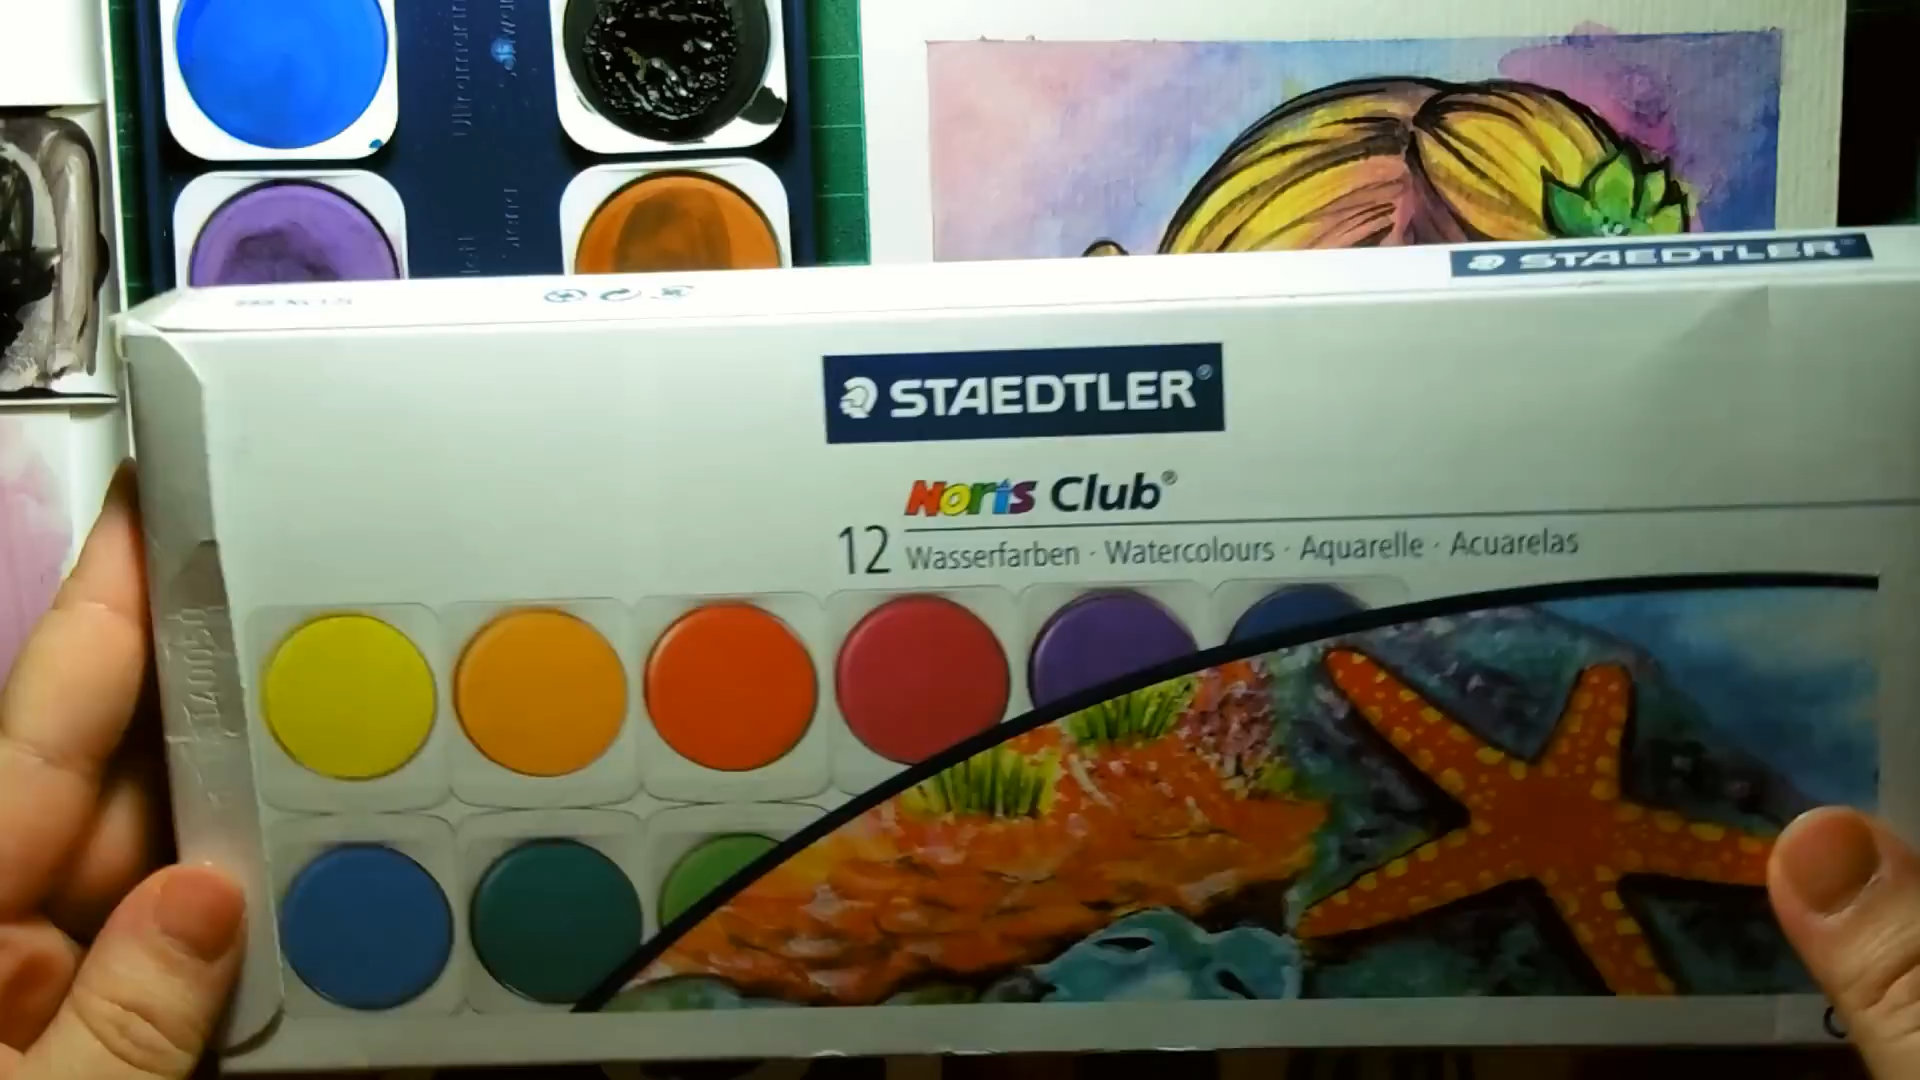 STAEDTLER®
STAEDTLER®
Noris Club®
12 Wasserfarben · Watercolours · Aquarelle · Acuarelas